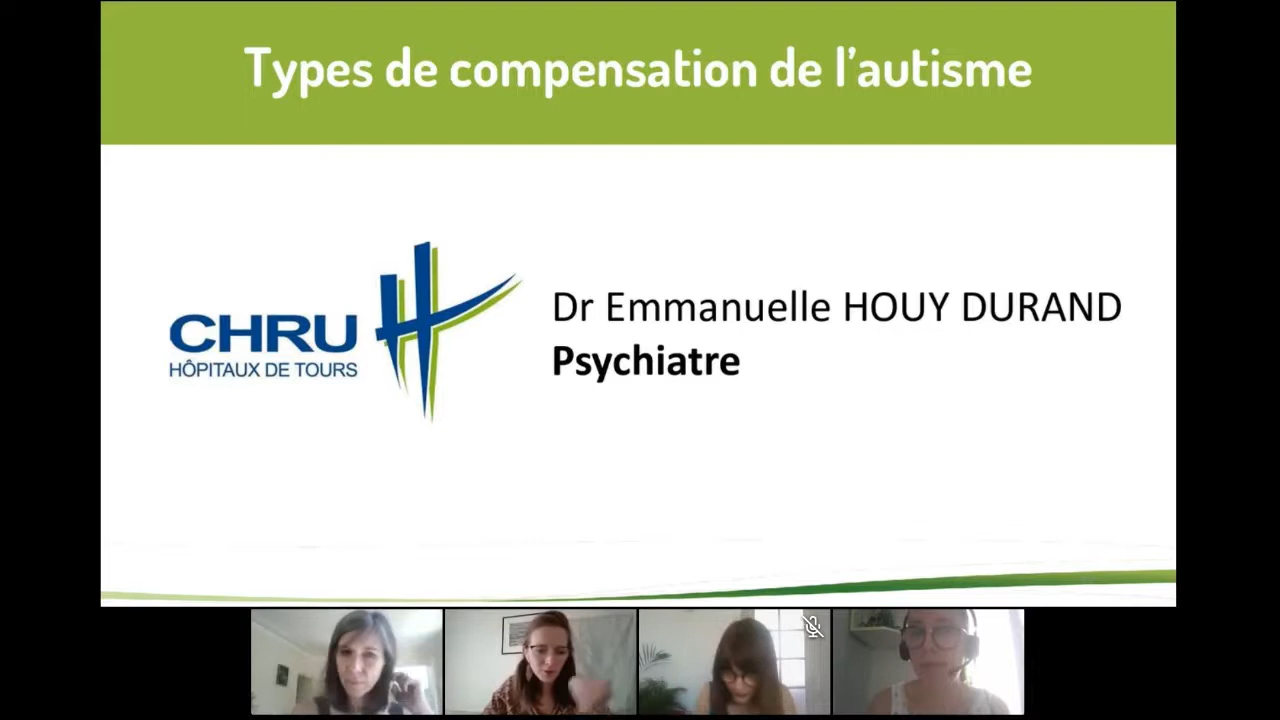 Types de compensation de l’autisme
Dr Emmanuelle HOUY DURAND
CHRU
HÔPITAUX DE TOURS
Psychiatre